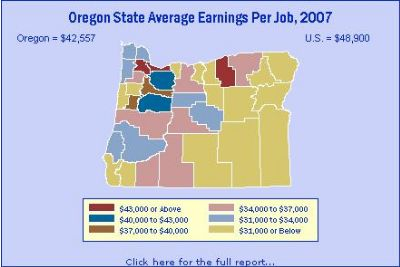 Oregon State Average Earnings Per Job, 2007
Oregon = $42,557 U.S. = $48,900
$43,000 or Above $34,000 to $37,000
$40,000 to $43,000 $31,000 to $34,000
$37,000 to $40,000 $31,000 or Below
Click here for the full report...